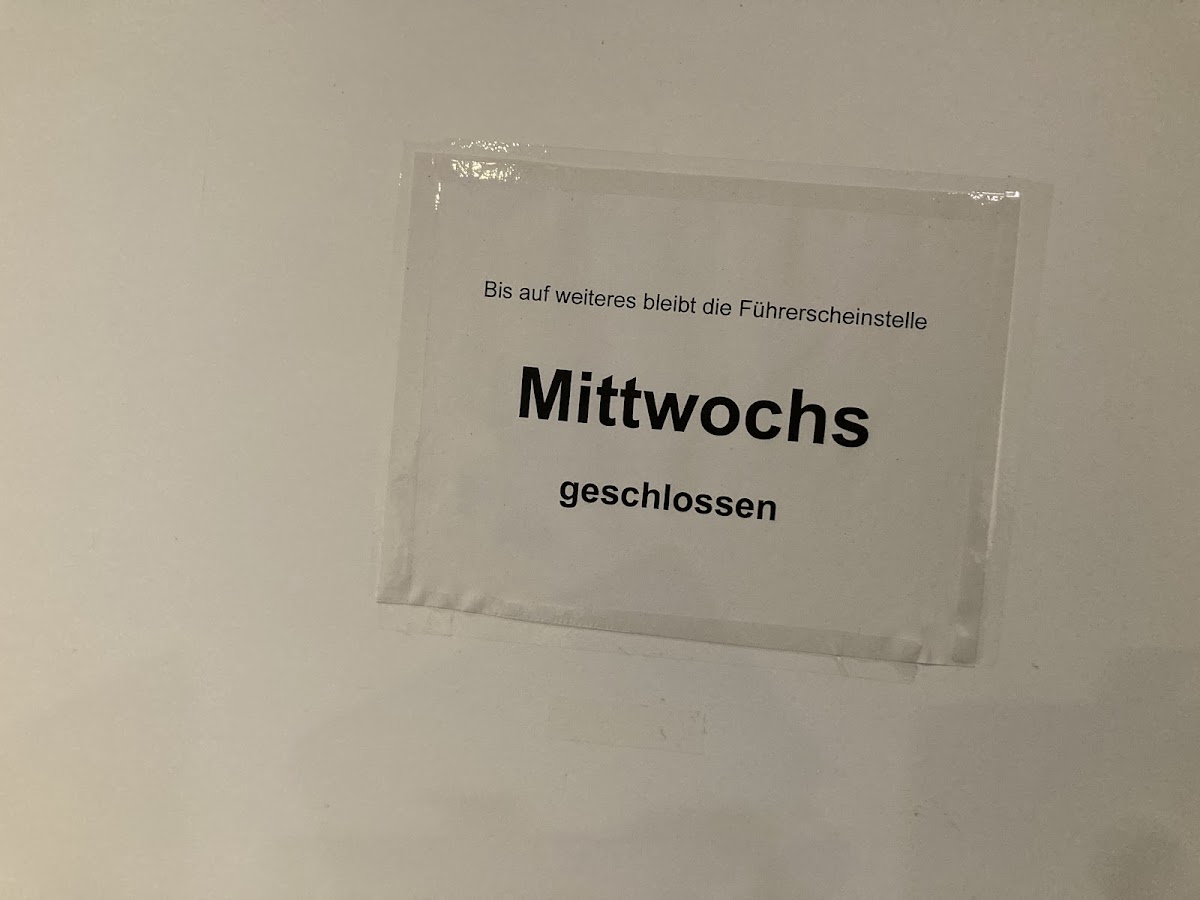 Bis auf weiteres bleibt die Führerscheinstelle
Mittwochs
geschlossen